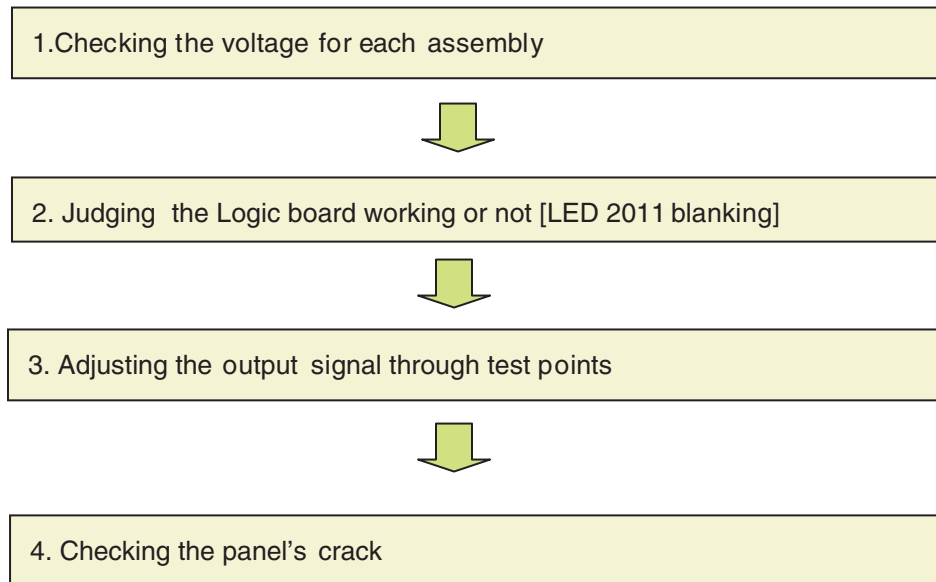 1.Checking the voltage for each assembly
2. Judging the Logic board working or not [LED 2011 blanking]
3. Adjusting the output signal through test points
4. Checking the panel's crack